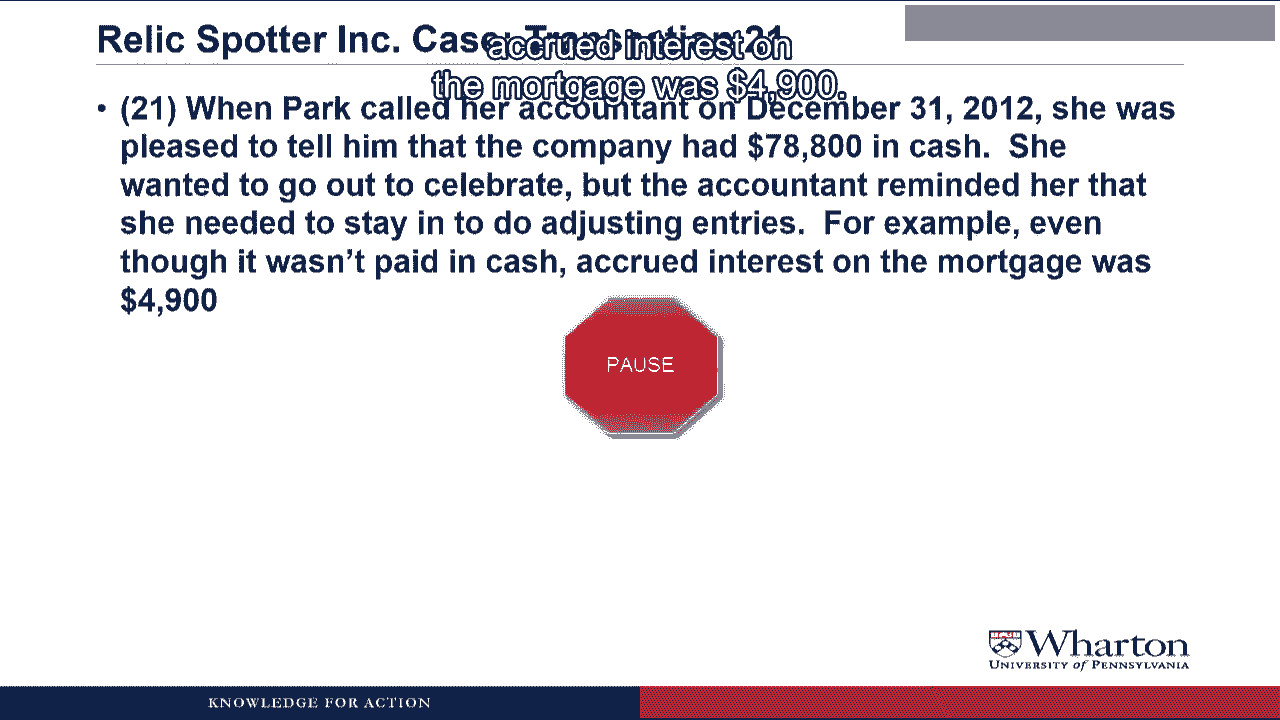 Relic Spotter Inc. Case: Transaction 21
accrued interest on
the mortgage was $4,900.
• (21) When Park called her accountant on December 31, 2012, she was
pleased to tell him that the company had $78,800 in cash. She
wanted to go out to celebrate, but the accountant reminded her that
she needed to stay in to do adjusting entries. For example, even
though it wasn't paid in cash, accrued interest on the mortgage was
$4,900
PAUSE
Wharton
UNIVERSITY of PENNSYLVANIA
KNOWLEDGE FOR ACTION